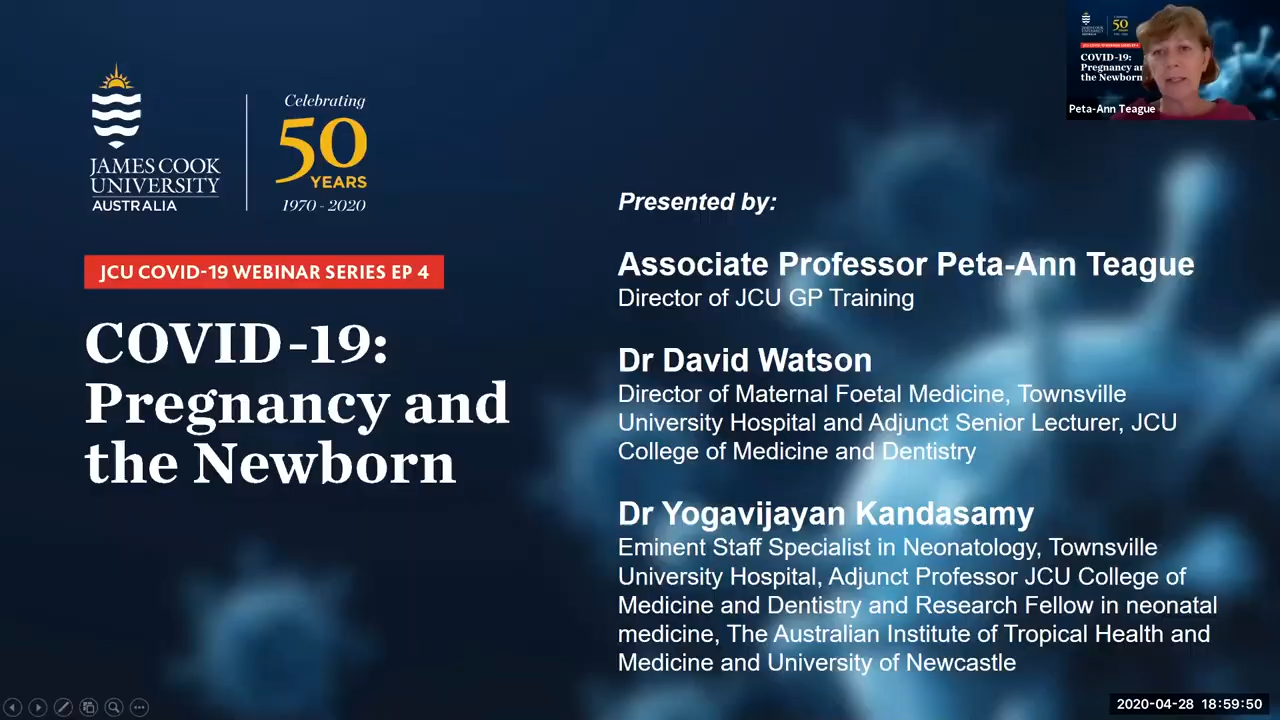 JAMES COOK
UNIVERSITY
AUSTRALIA
Celebrating
50
YEARS
1970 - 2020
JCU COVID-19 WEBINAR SERIES EP 4
COVID-19:
Pregnancy and
the Newborn
Presented by:
Associate Professor Peta-Ann Teague
Director of JCU GP Training
Dr David Watson
Director of Maternal Foetal Medicine, Townsville
University Hospital and Adjunct Senior Lecturer, JCU
College of Medicine and Dentistry
Dr Yogavijayan Kandasamy
Eminent Staff Specialist in Neonatology, Townsville
University Hospital, Adjunct Professor JCU College of
Medicine and Dentistry and Research Fellow in neonatal
medicine, The Australian Institute of Tropical Health and
Medicine and University of Newcastle
50
COVID-19:
Pregnancy an
the Newborn
Peta-Ann Teague
2020-04-28 18:59:50